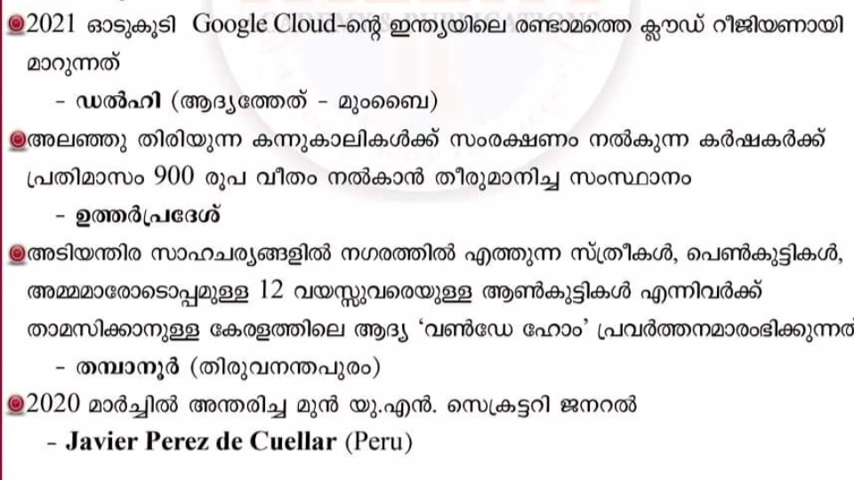 2021 ഓടുകൂടി Google Cloud-ന്റെ ഇന്ത്യയിലെ രണ്ടാമത്തെ ക്ലൗഡ് റീജിയണായി
മാറുന്നത്
- ഡൽഹി (ആദ്യത്തേത് - മുംബൈ)
അലഞ്ഞു തിരിയുന്ന കന്നുകാലികൾക്ക് സംരക്ഷണം നൽകുന്ന കർഷകർക്ക്
പ്രതിമാസം 900 രൂപ വീതം നൽകാൻ തീരുമാനിച്ച സംസ്ഥാനം
- ഉത്തർപ്രദേശ്
അടിയന്തിര സാഹചര്യങ്ങളിൽ നഗരത്തിൽ എത്തുന്ന സ്ത്രീകൾ, പെൺകുട്ടികൾ,
അമ്മമാരോടൊപ്പമുള്ള 12 വയസ്സുവരെയുള്ള ആൺകുട്ടികൾ എന്നിവർക്ക്
താമസിക്കാനുള്ള കേരളത്തിലെ ആദ്യ ‘വൺഡേ ഹോം’ പ്രവർത്തനമാരംഭിക്കുന്നത്
- തമ്പാനൂർ (തിരുവനന്തപുരം)
2020 മാർച്ചിൽ അന്തരിച്ച മുൻ യു.എൻ. സെക്രട്ടറി ജനറൽ
- Javier Perez de Cuellar (Peru)